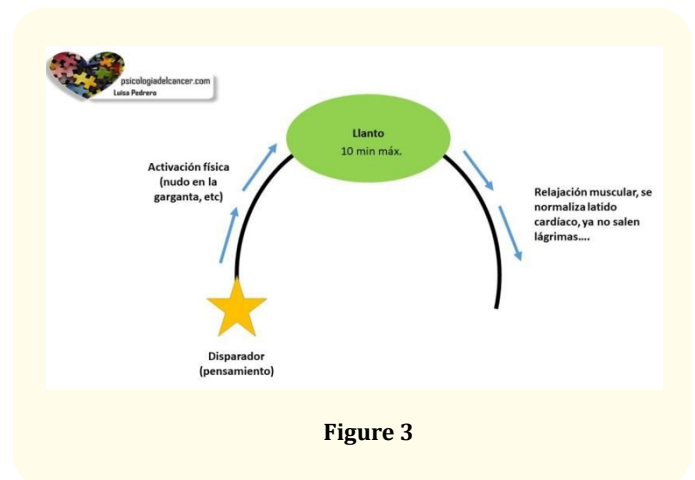 psicologiadelcancer.com
Luisa Pedrero
Llanto
10 min máx.
Activación física
(nudo en la
garganta, etc)
Relajación muscular, se
normaliza latido
cardíaco, ya no salen
lágrimas....
Disparador
(pensamiento)
Figure 3